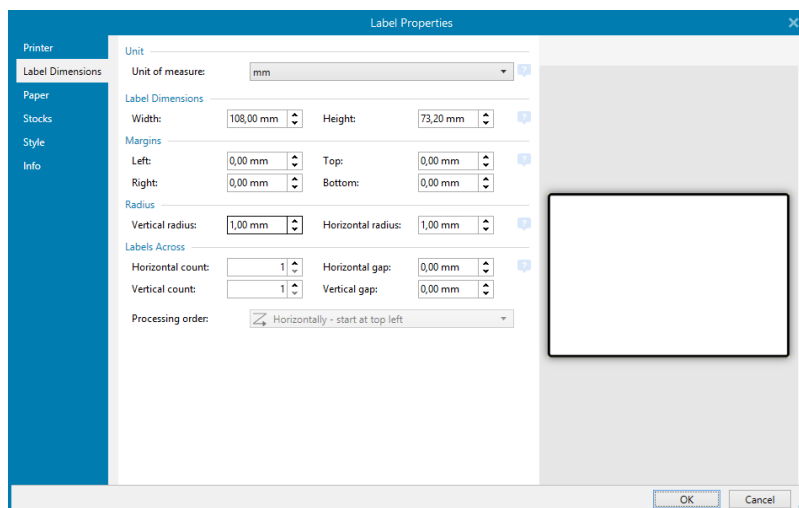 Label Properties
Printer
Label Dimensions
Paper
Stocks
Style
Info
Unit
Unit of measure: mm
Label Dimensions
Width: 108,00 mm Height: 73,20 mm
Margins
Left: 0,00 mm Top: 0,00 mm
Right: 0,00 mm Bottom: 0,00 mm
Radius
Vertical radius: 1,00 mm Horizontal radius: 1,00 mm
Labels Across
Horizontal count: 1 Horizontal gap: 0,00 mm
Vertical count: 1 Vertical gap: 0,00 mm
Processing order: Horizontally - start at top left
OK Cancel